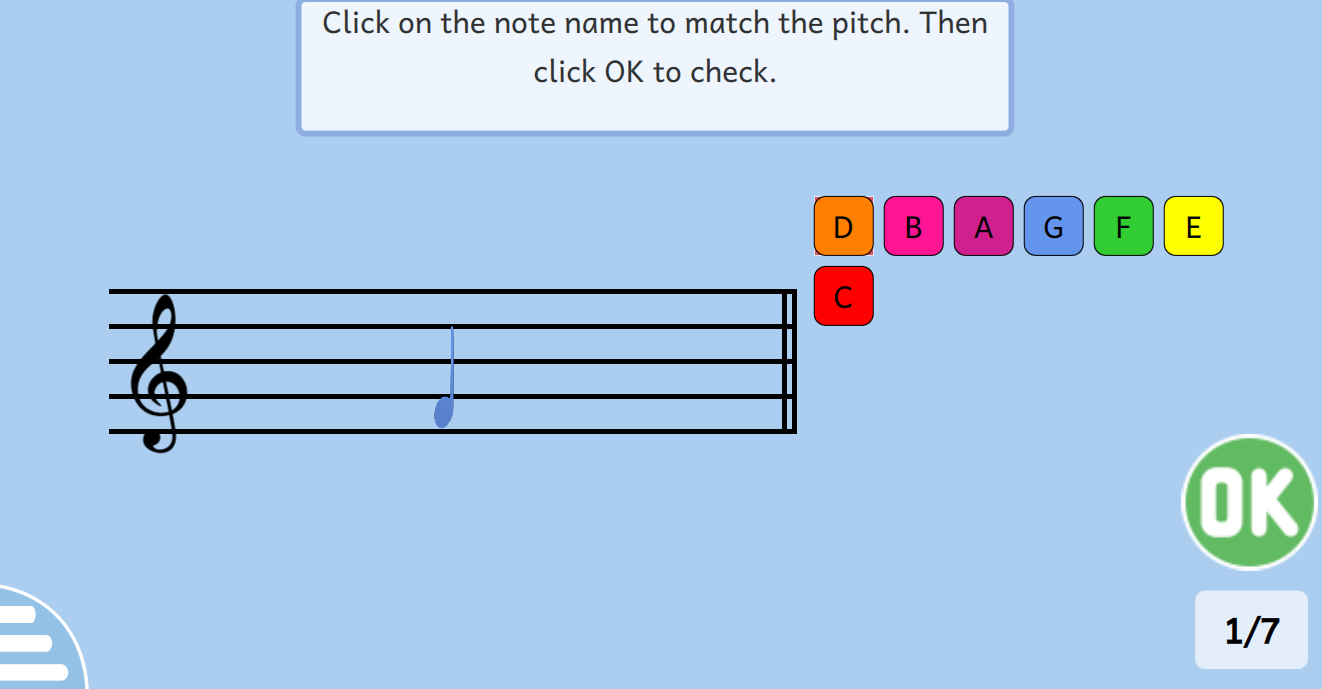 Click on the note name to match the pitch. Then
click OK to check.
D B A G F E
C
OK
1/7